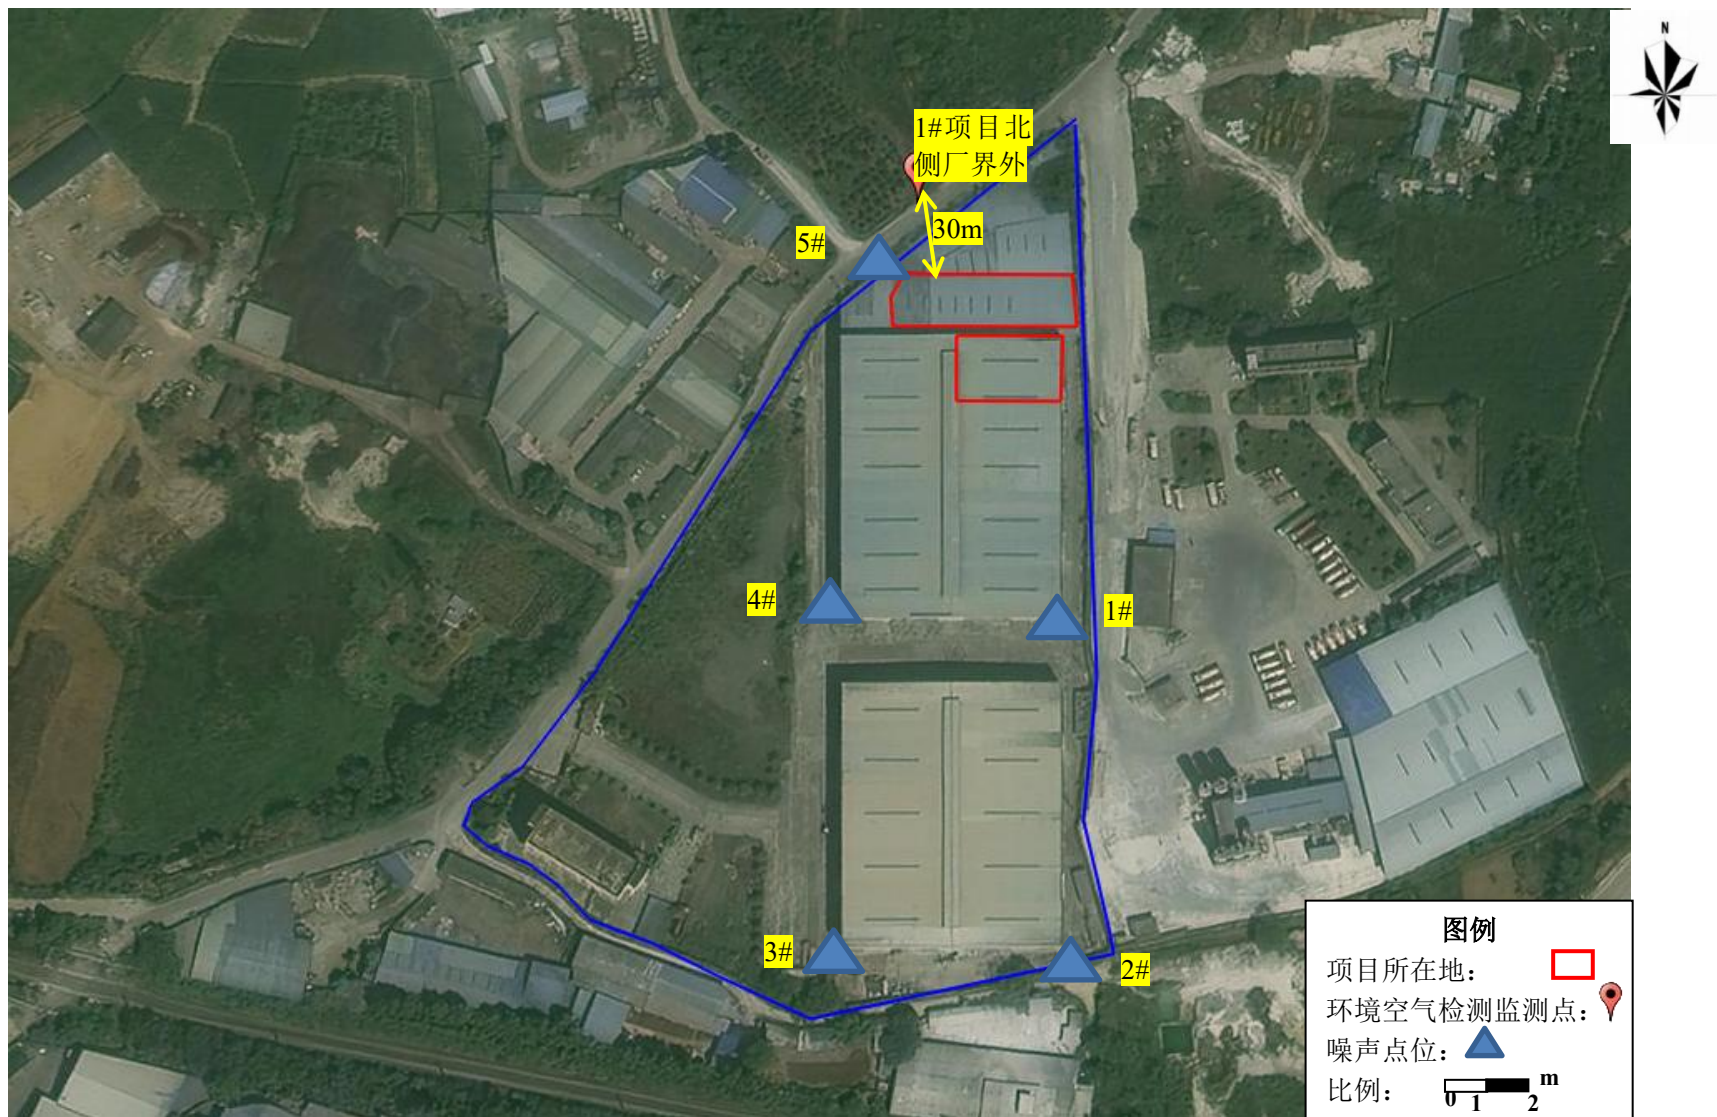 N
1#项目北
侧厂界外
30m
5#
4#
1#
3#
2#
图例
项目所在地：
环境空气检测监测点：
噪声点位：
比例：
m
0 1 2